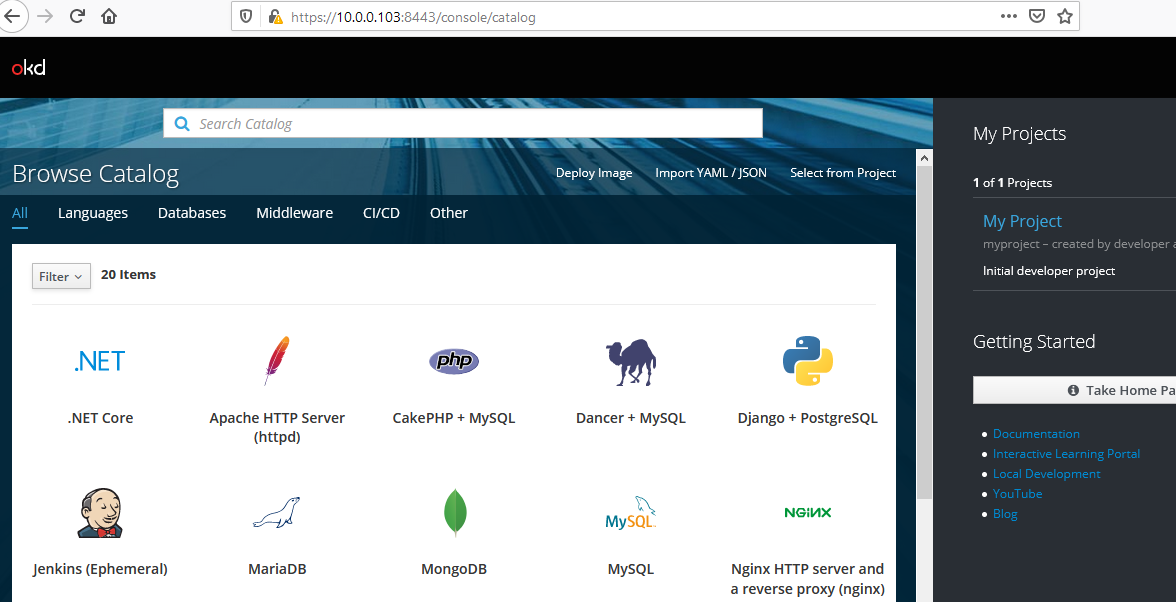 https://10.0.0.103:8443/console/catalog
okd
Search Catalog
Browse Catalog
Deploy Image
Import YAML / JSON
Select from Project
All
Languages
Databases
Middleware
CI/CD
Other
Filter
20 Items
.NET
php
.NET Core
Apache HTTP Server
(httpd)
CakePHP + MySQL
Dancer + MySQL
Django + PostgreSQL
MySQL
NGINX
Jenkins (Ephemeral)
MariaDB
MongoDB
MySQL
Nginx HTTP server and
a reverse proxy (nginx)
My Projects
1 of 1 Projects
My Project
myproject – created by developer
Initial developer project
Getting Started
Take Home
Documentation
Interactive Learning Portal
Local Development
YouTube
Blog